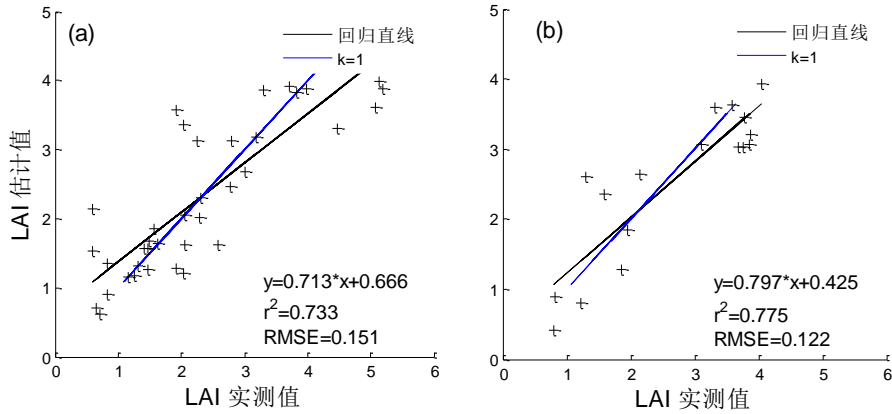 (a)
回归直线
k=1
LAI 估计值
5
4
3
2
1
0
y=0.713*x+0.666
r²=0.733
RMSE=0.151
0 1 2 3 4 5 6
LAI 实测值
(b)
回归直线
k=1
5
4
3
2
1
0
y=0.797*x+0.425
r²=0.775
RMSE=0.122
0 1 2 3 4 5 6
LAI 实测值